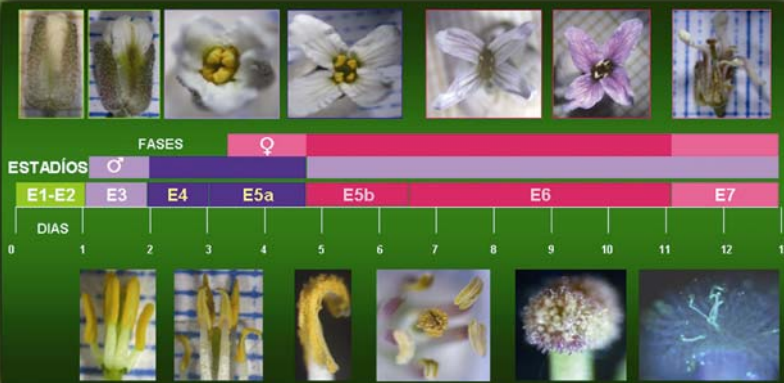 FASES ♀
ESTADÍOS ♂
E1-E2 E3 E4 E5a E5b E6 E7
DIAS
0 1 2 3 4 5 6 7 8 9 10 11 12